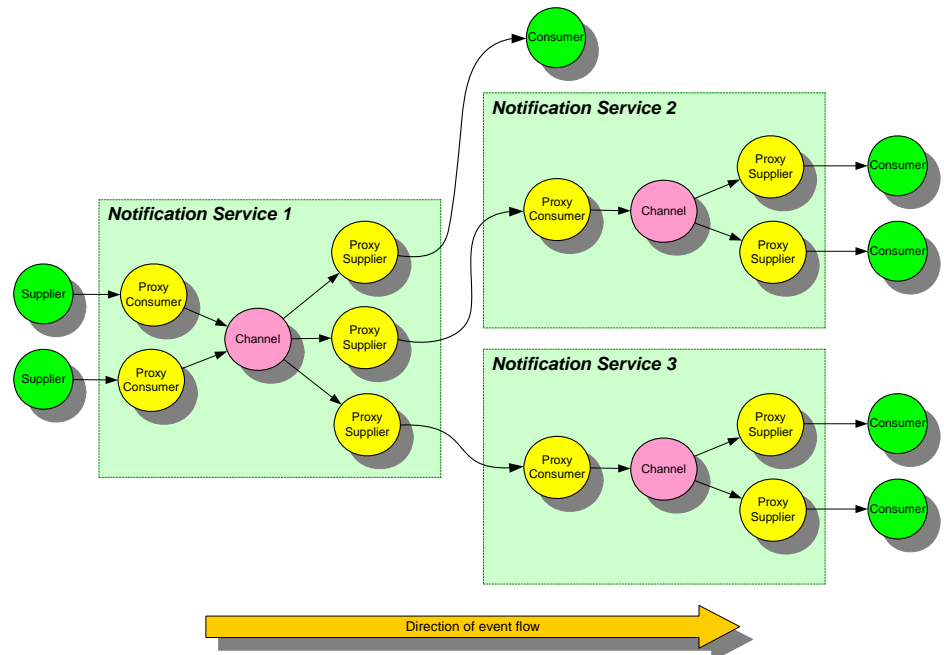 Consumer
Notification Service 2
Proxy
Supplier
Consumer
Proxy
Consumer
Channel
Proxy
Supplier
Consumer
Notification Service 1
Proxy
Supplier
Supplier
Proxy
Consumer
Channel
Proxy
Supplier
Supplier
Proxy
Consumer
Proxy
Supplier
Notification Service 3
Proxy
Supplier
Consumer
Proxy
Consumer
Channel
Proxy
Supplier
Consumer
Direction of event flow